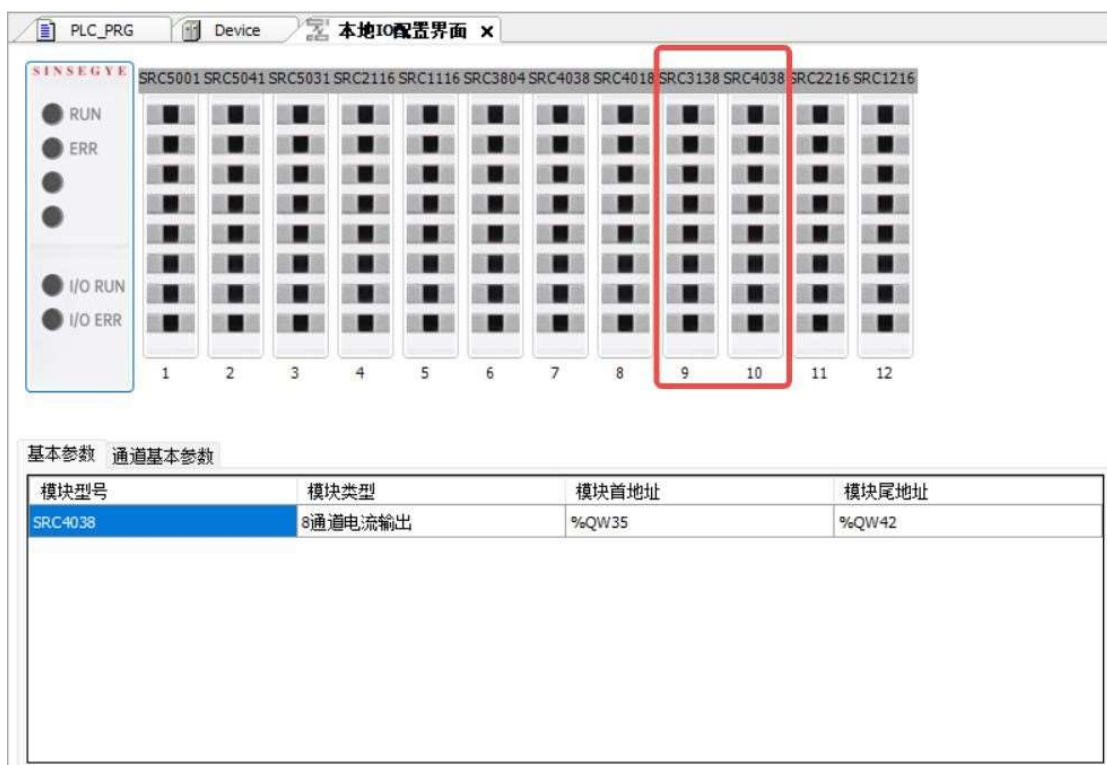 PLC_PRG Device 本地IO配置界面
SINSEGYE
SRC5001 SRC5041 SRC5031 SRC2116 SRC1116 SRC3804 SRC4038 SRC4018 SRC3138 SRC4038 SRC2216 SRC1216
RUN
ERR
I/O RUN
I/O ERR
1 2 3 4 5 6 7 8 9 10 11 12
基本参数 通道基本参数
模块型号 模块类型 模块首地址 模块尾地址
SRC4038 8通道电流输出 %QW35 %QW42